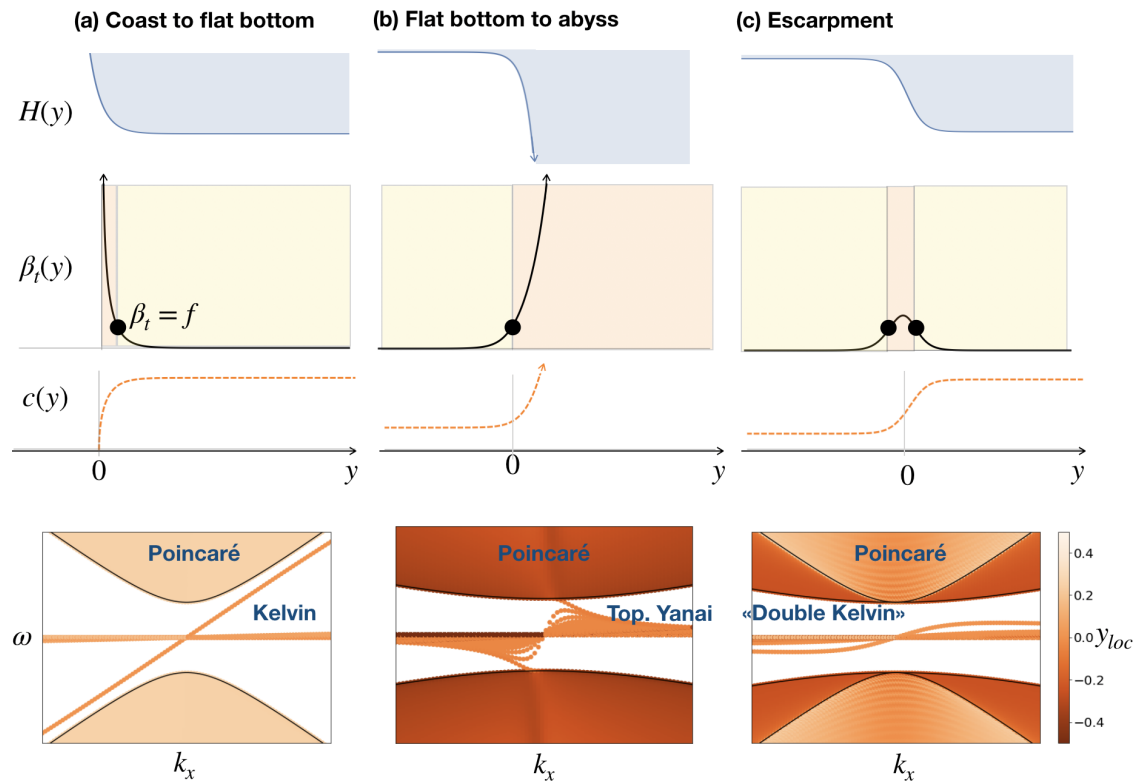 (a) Coast to flat bottom
(b) Flat bottom to abyss
(c) Escarpment
H(y)
βt(y)
βt = f
c(y)
0
0
0
y
y
Poincaré
Kelvin
Poincaré
Top. Yanai
Poincaré
«Double Kelvin»
ω
kx
kx
kx
0.4
0.2
0.0
−0.2
−0.4
yloc